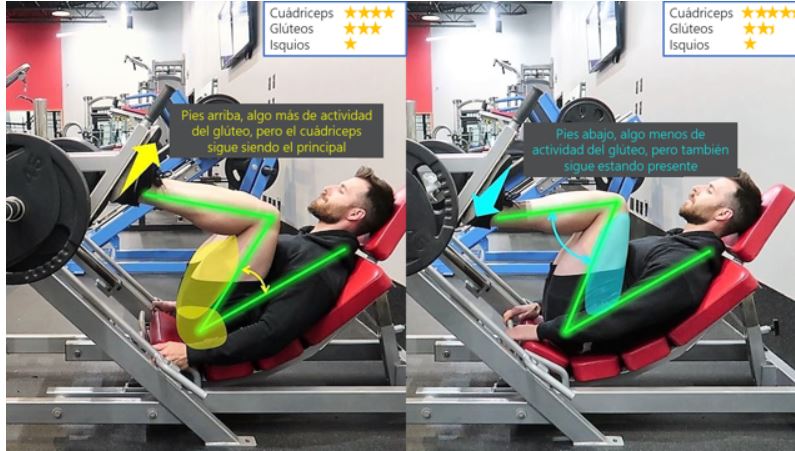 Cuádriceps
Glúteos
Isquios
Pies arriba, algo más de actividad
del glúteo, pero el cuádriceps
sigue siendo el principal
45
Cuádriceps
Glúteos
Isquios
Pies abajo, algo menos de
actividad del glúteo, pero también
sigue estando presente